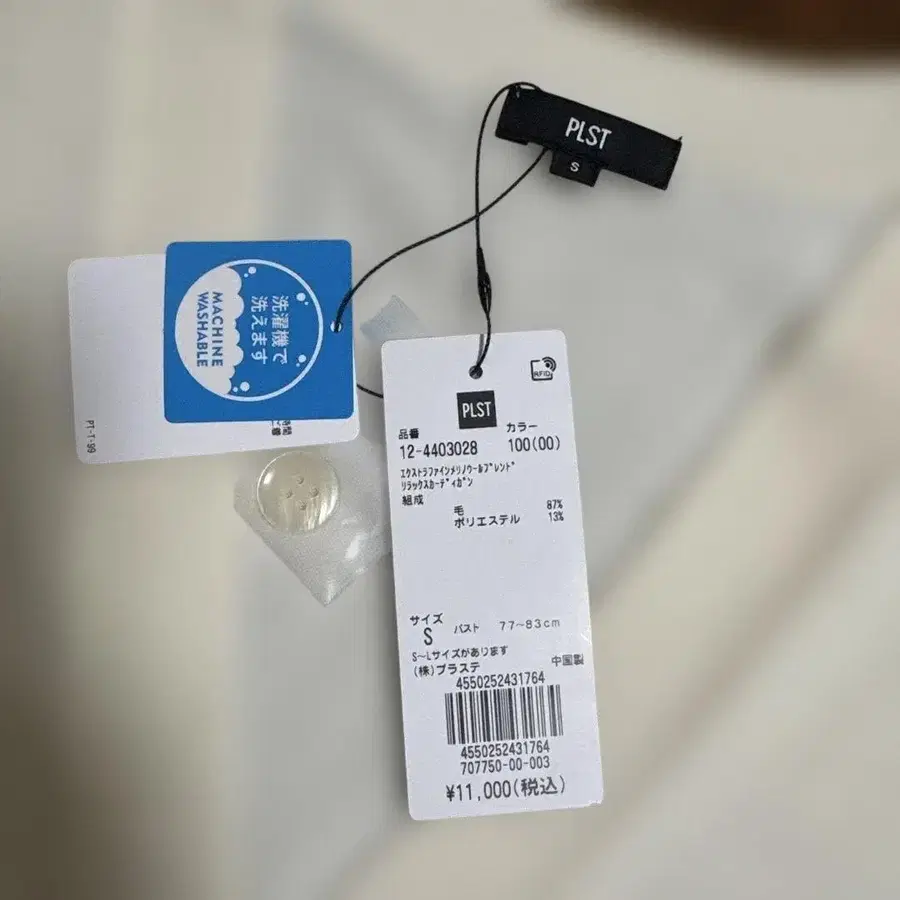 PLST
S
洗濯機で
洗えます
MACHINE
WASHABLE
PT-T-99
RFID
PLST
品番 カラー
12-4403028 100(00)
エクストラファインメリノウールブレンド
リラックスカーディガン
組成
毛 87%
ポリエステル 13%
サイズ
S バスト 77~83cm
S~Lサイズがあります
(株)プラステ 中国製
4550252431764
4550252431764
707750-00-003
¥11,000(税込)